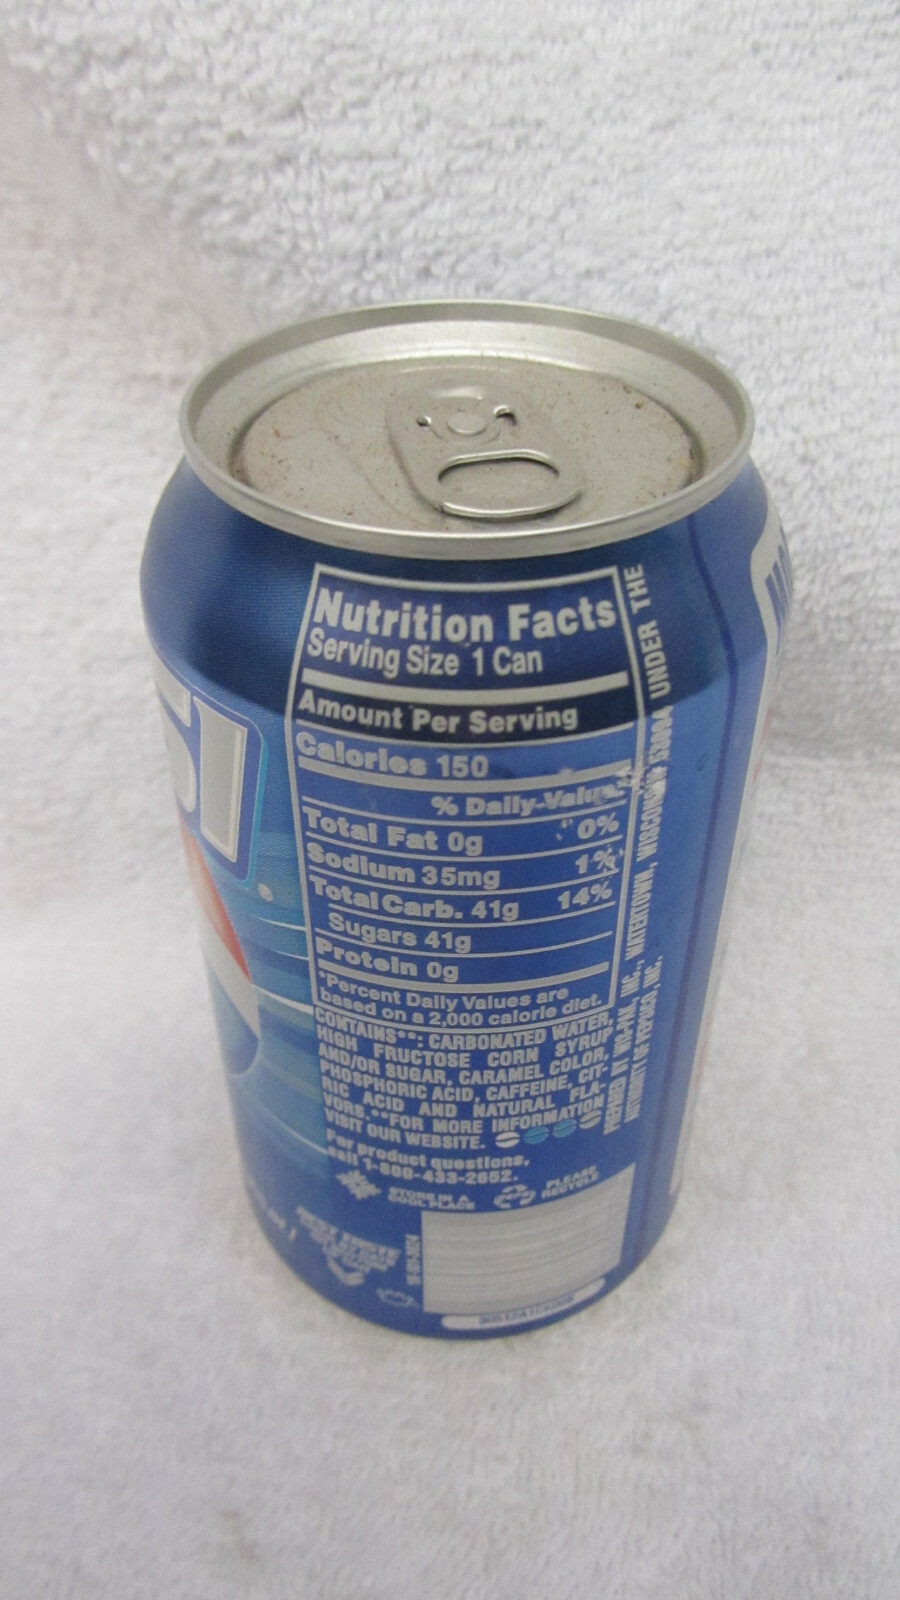 SI
®
Nutrition Facts
Serving Size 1 Can
Amount Per Serving
Calories 150
% Daily-Value*
Total Fat 0g 0%
Sodium 35mg 1%
Total Carb. 41g 14%
Sugars 41g
Protein 0g
*Percent Daily Values are
based on a 2,000 calorie diet.
CONTAINS**: CARBONATED WATER,
HIGH FRUCTOSE CORN SYRUP
AND/OR SUGAR, CARAMEL COLOR,
PHOSPHORIC ACID, CAFFEINE, CIT-
RIC ACID AND NATURAL FLA-
VORS. **FOR MORE INFORMATION
VISIT OUR WEBSITE.
For product questions,
call 1-800-433-2652.
STORE IN A
COOL PLACE
PLEASE
RECYCLE
PREPARED BY WIS-PAK, INC., WATERTOWN, WISCONSIN 53094 UNDER THE
AUTHORITY OF PEPSICO, INC.